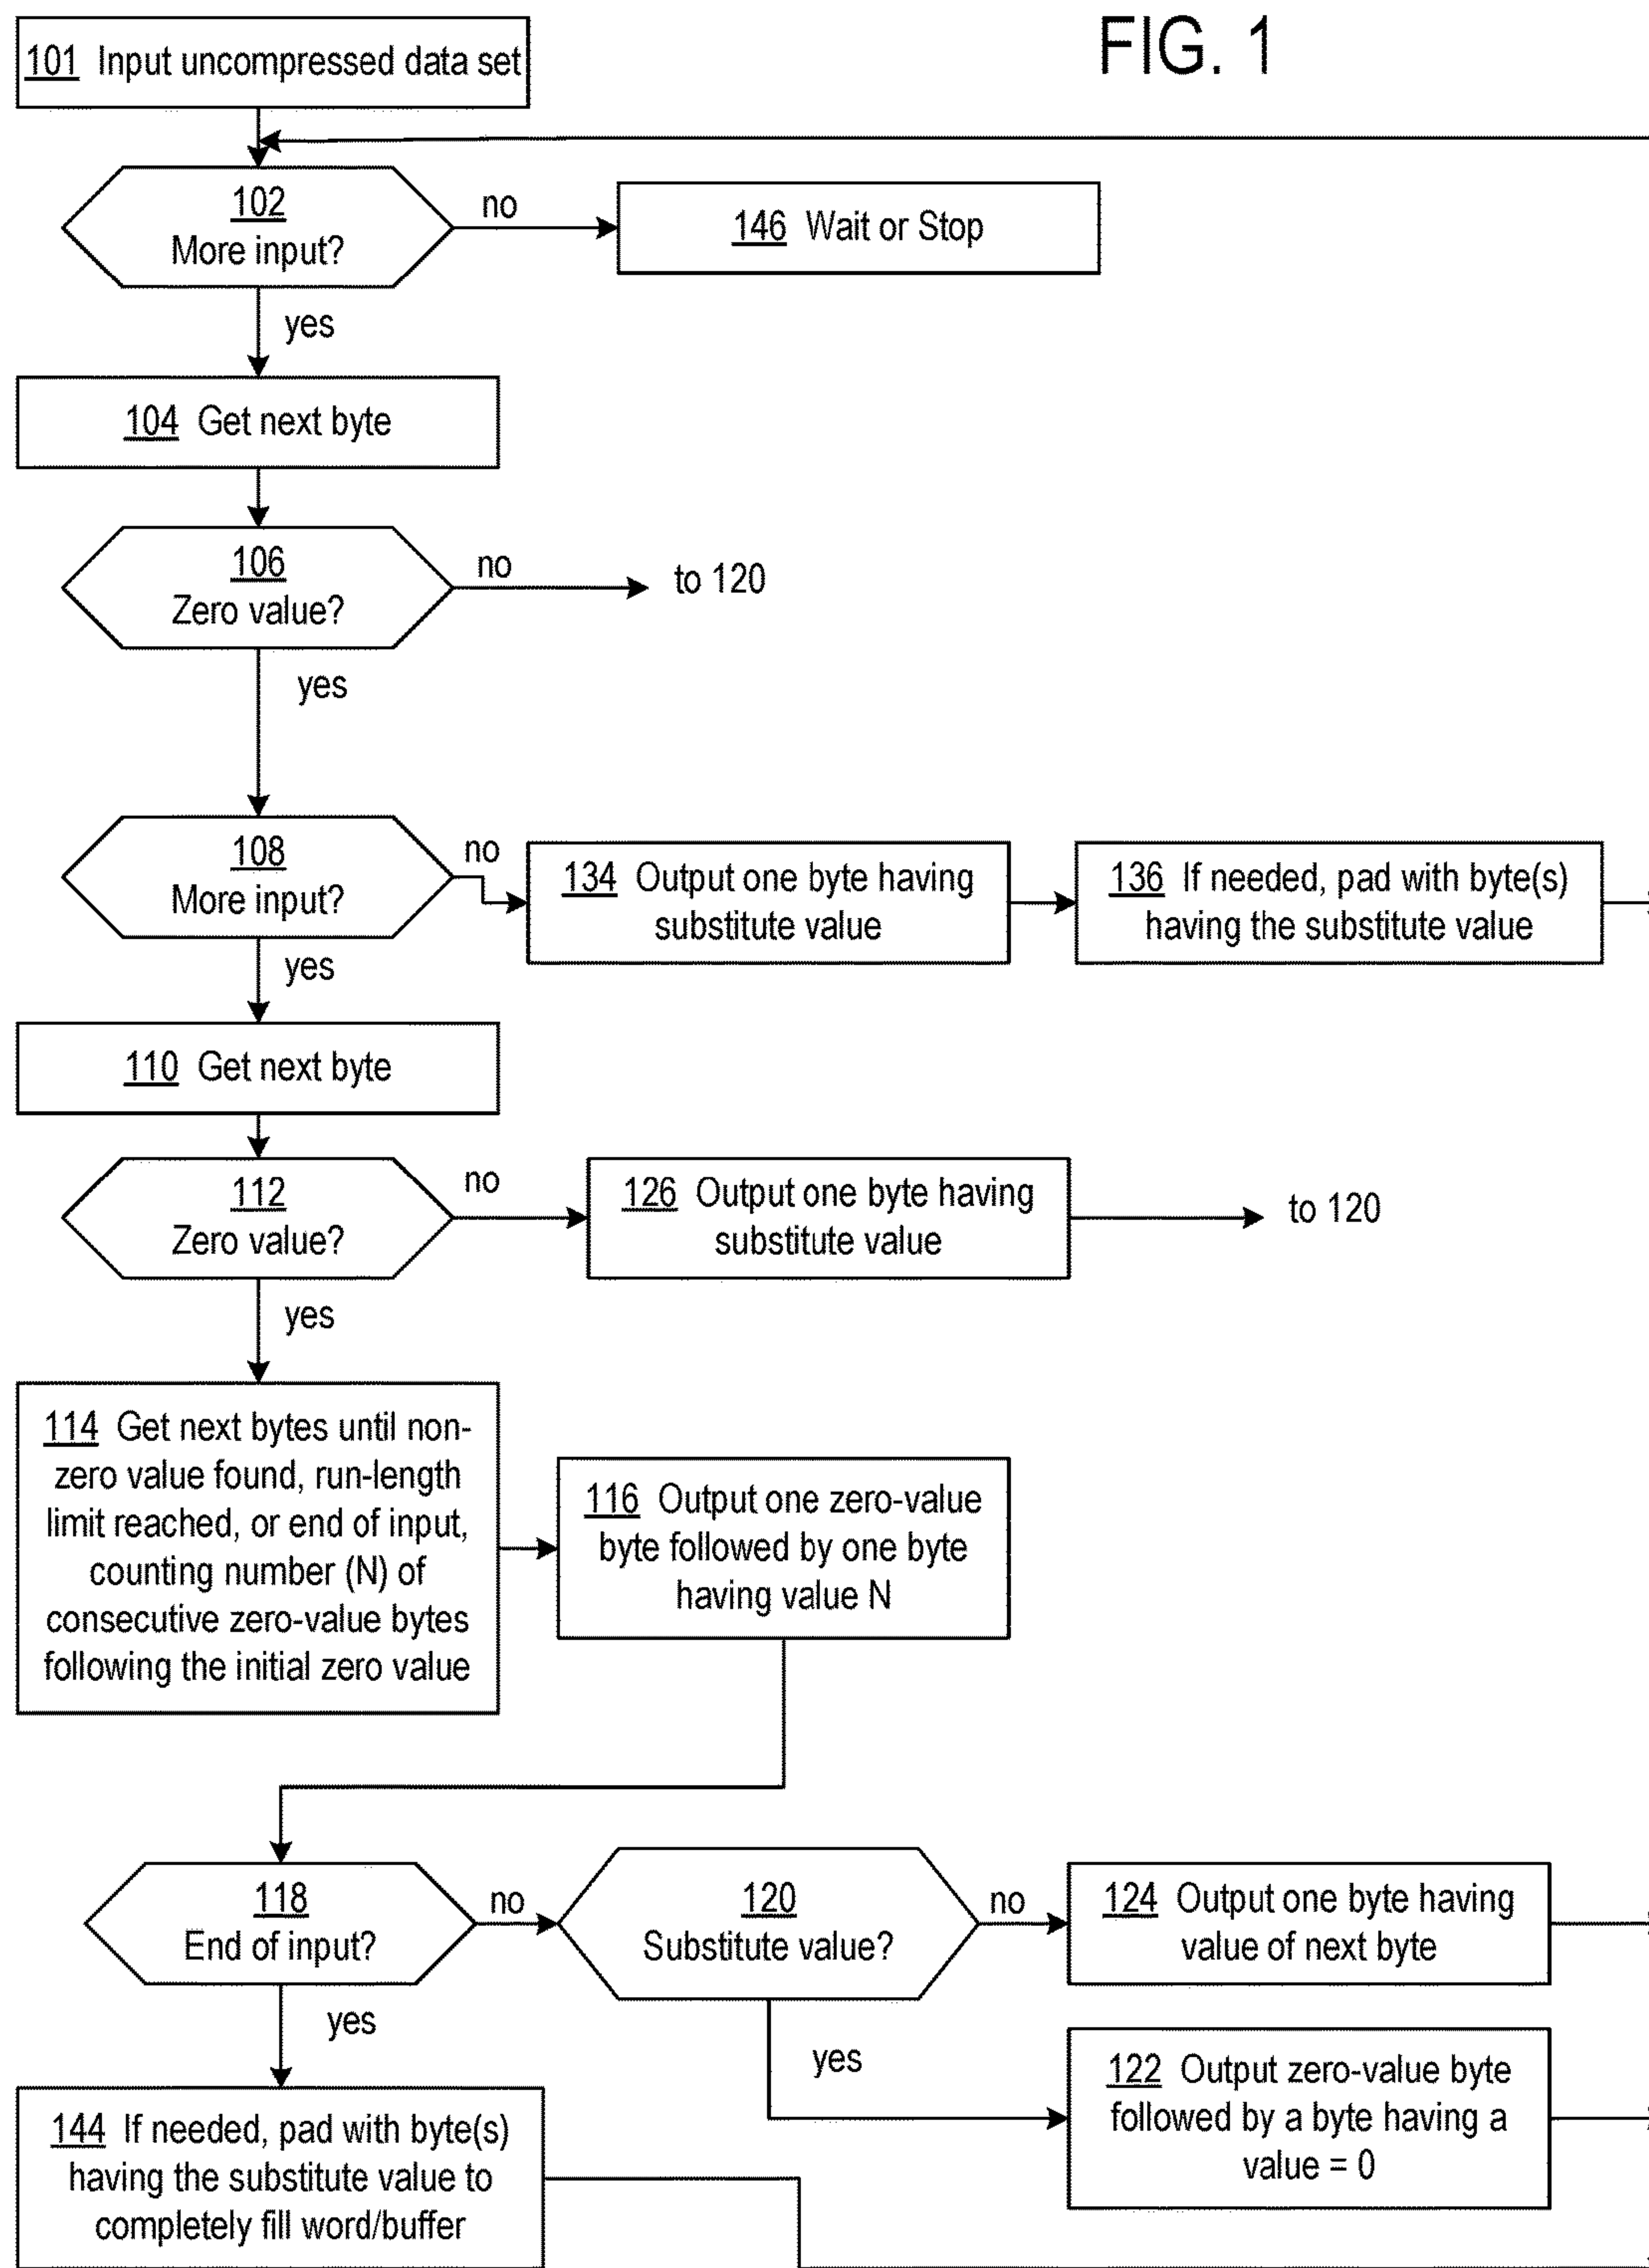 FIG. 1
101 Input uncompressed data set
102
More input?
no
146 Wait or Stop
yes
104 Get next byte
106
Zero value?
no
to 120
yes
108
More input?
no
134 Output one byte having
substitute value
136 If needed, pad with byte(s)
having the substitute value
yes
110 Get next byte
112
Zero value?
no
126 Output one byte having
substitute value
to 120
yes
114 Get next bytes until non-
zero value found, run-length
limit reached, or end of input,
counting number (N) of
consecutive zero-value bytes
following the initial zero value
116 Output one zero-value
byte followed by one byte
having value N
118
End of input?
no
120
Substitute value?
no
124 Output one byte having
value of next byte
yes
yes
122 Output zero-value byte
followed by a byte having a
value = 0
144 If needed, pad with byte(s)
having the substitute value to
completely fill word/buffer